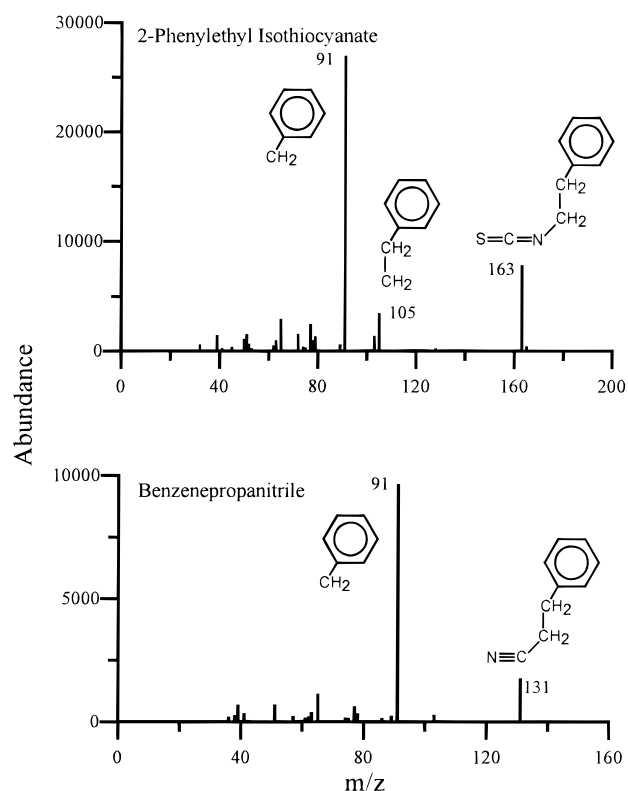 30000
2-Phenylethyl Isothiocyanate
91
CH2
20000
CH2
CH2
10000
S=C=N
163
CH2
CH2
105
0
0
40
80
120
160
200
Abundance
10000
Benzenepropanitrile
91
CH2
5000
CH2
CH2
N≡C
131
0
0
40
80
120
160
m/z